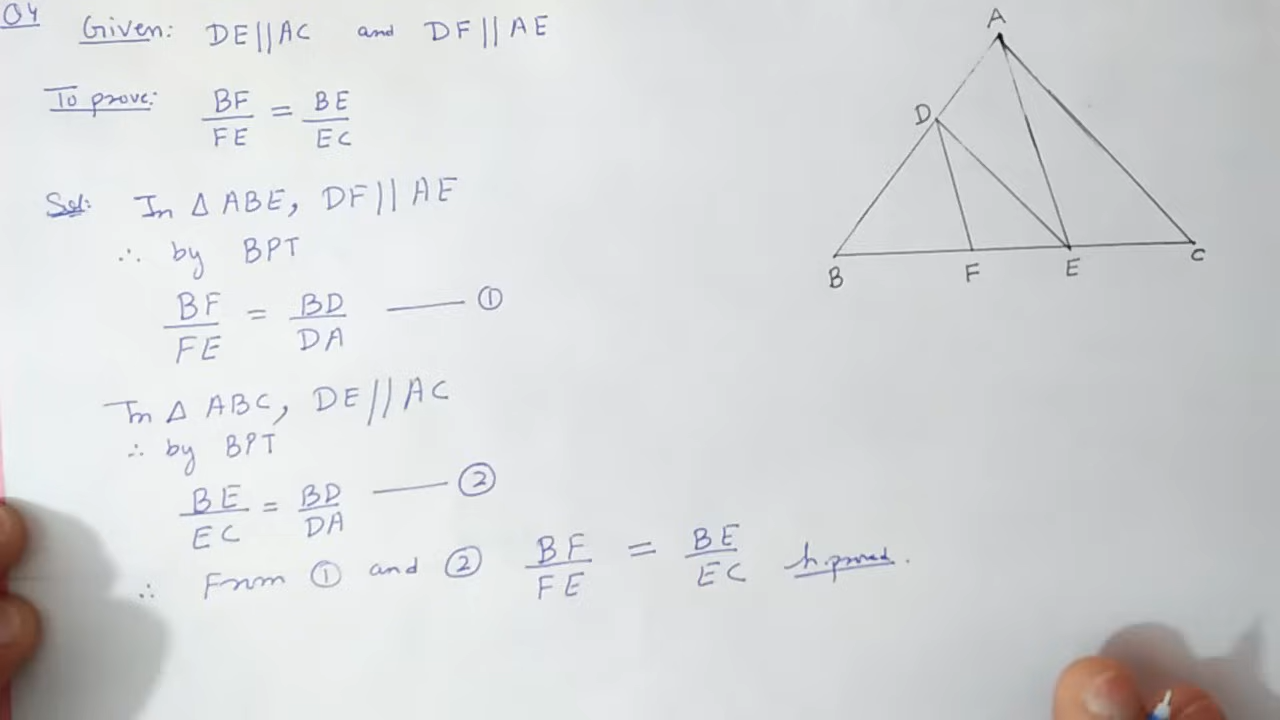 Q4 Given: DE||AC and DF||AE
To prove: BF/FE = BE/EC
Sol: In Δ ABE, DF||AE
∴ by BPT
BF/FE = BD/DA —— ①
In Δ ABC, DE||AC
∴ by BPT
BE/EC = BD/DA —— ②
∴ From ① and ② BF/FE = BE/EC h.proved.
A
D
B F E C